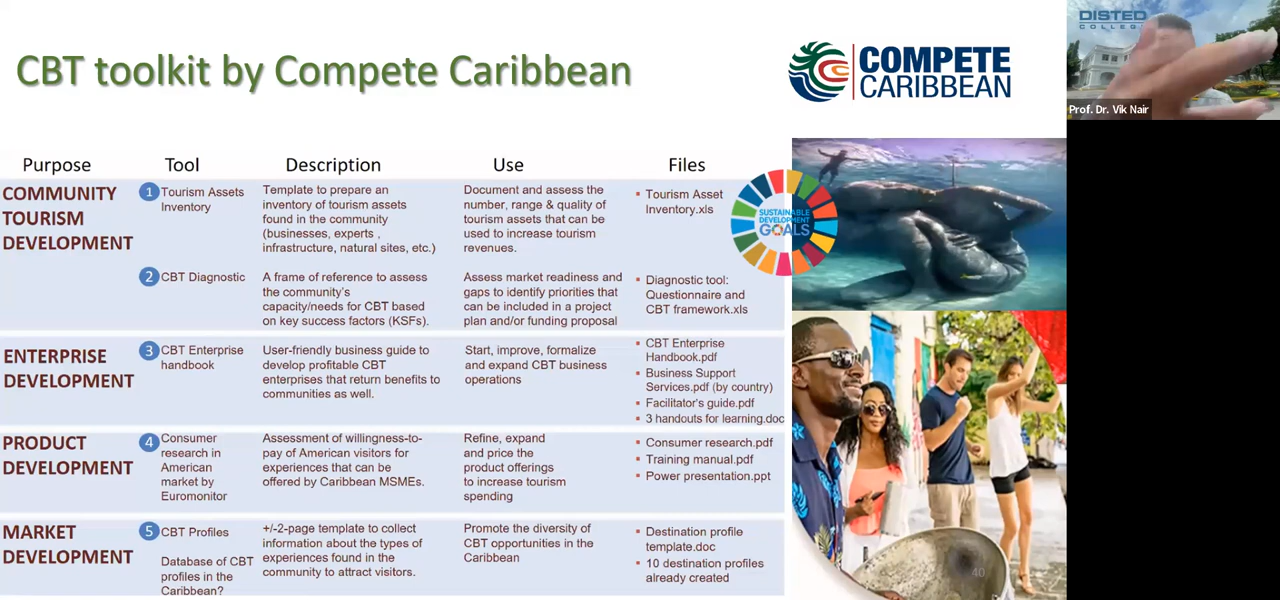 CBT toolkit by Compete Caribbean
COMPETE
CARIBBEAN
DISTED
COLLEGE
Prof. Dr. Vik Nair
Purpose Tool Description Use Files
COMMUNITY
TOURISM
DEVELOPMENT
1 Tourism Assets
Inventory
Template to prepare an
inventory of tourism assets
found in the community
(businesses, experts ,
infrastructure, natural sites, etc.)
Document and assess the
number, range & quality of
tourism assets that can be
used to increase tourism
revenues.
▪ Tourism Asset
Inventory.xls
2 CBT Diagnostic
A frame of reference to assess
the community's
capacity/needs for CBT based
on key success factors (KSFs).
Assess market readiness and
gaps to identify priorities that
can be included in a project
plan and/or funding proposal
▪ Diagnostic tool:
Questionnaire and
CBT framework.xls
SUSTAINABLE
DEVELOPMENT
GOALS
ENTERPRISE
DEVELOPMENT
3 CBT Enterprise
handbook
User-friendly business guide to
develop profitable CBT
enterprises that return benefits to
communities as well.
Start, improve, formalize
and expand CBT business
operations
▪ CBT Enterprise
Handbook.pdf
▪ Business Support
Services.pdf (by country)
▪ Facilitator's guide.pdf
▪ 3 handouts for learning.doc
PRODUCT
DEVELOPMENT
4 Consumer
research in
American
market by
Euromonitor
Assessment of willingness-to-
pay of American visitors for
experiences that can be
offered by Caribbean MSMEs.
Refine, expand
and price the
product offerings
to increase tourism
spending
▪ Consumer research.pdf
▪ Training manual.pdf
▪ Power presentation.ppt
MARKET
DEVELOPMENT
5 CBT Profiles
Database of CBT
profiles in the
Caribbean?
+/-2-page template to collect
information about the types of
experiences found in the
community to attract visitors.
Promote the diversity of
CBT opportunities in the
Caribbean
▪ Destination profile
template.doc
▪ 10 destination profiles
already created
40